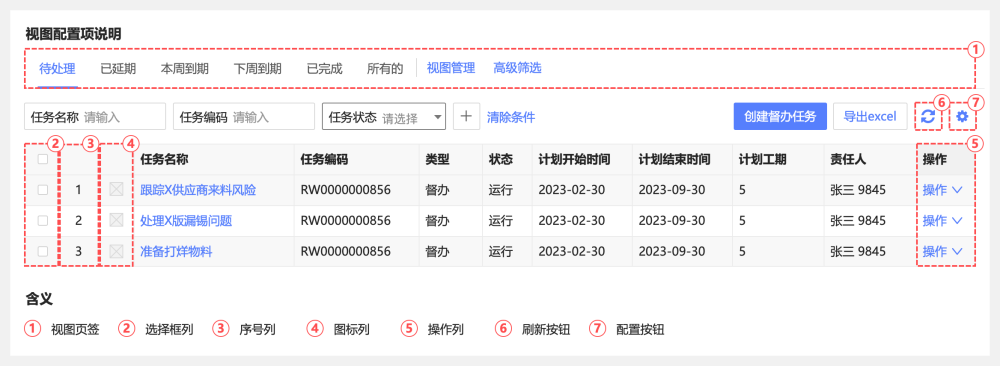 视图配置项说明
①
待处理 已延期 本周到期 下周到期 已完成 所有的 视图管理 高级筛选
⑥ ⑦
任务名称 请输入 任务编码 请输入 任务状态 请选择 + 清除条件 创建督办任务 导出excel
② ③ ④ ⑤
任务名称 任务编码 类型 状态 计划开始时间 计划结束时间 计划工期 责任人 操作
1 跟踪X供应商来料风险 RW0000000856 督办 运行 2023-02-30 2023-09-30 5 张三 9845 操作
2 处理X版漏锡问题 RW0000000856 督办 运行 2023-02-30 2023-09-30 5 张三 9845 操作
3 准备打烊物料 RW0000000856 督办 运行 2023-02-30 2023-09-30 5 张三 9845 操作
含义
① 视图页签 ② 选择框列 ③ 序号列 ④ 图标列 ⑤ 操作列 ⑥ 刷新按钮 ⑦ 配置按钮